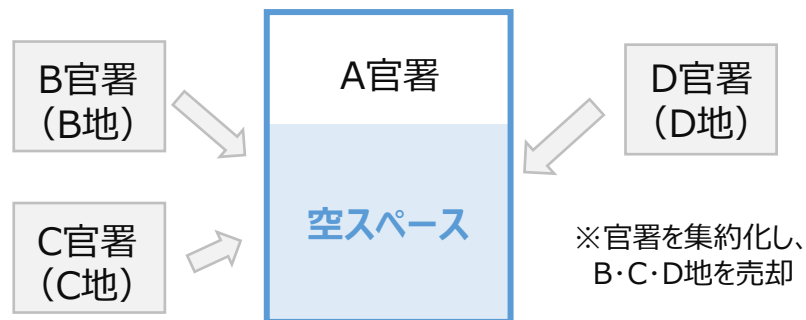 B官署
（B地）
C官署
（C地）
A官署
空スペース
D官署
（D地）
※官署を集約化し、
B・C・D地を売却